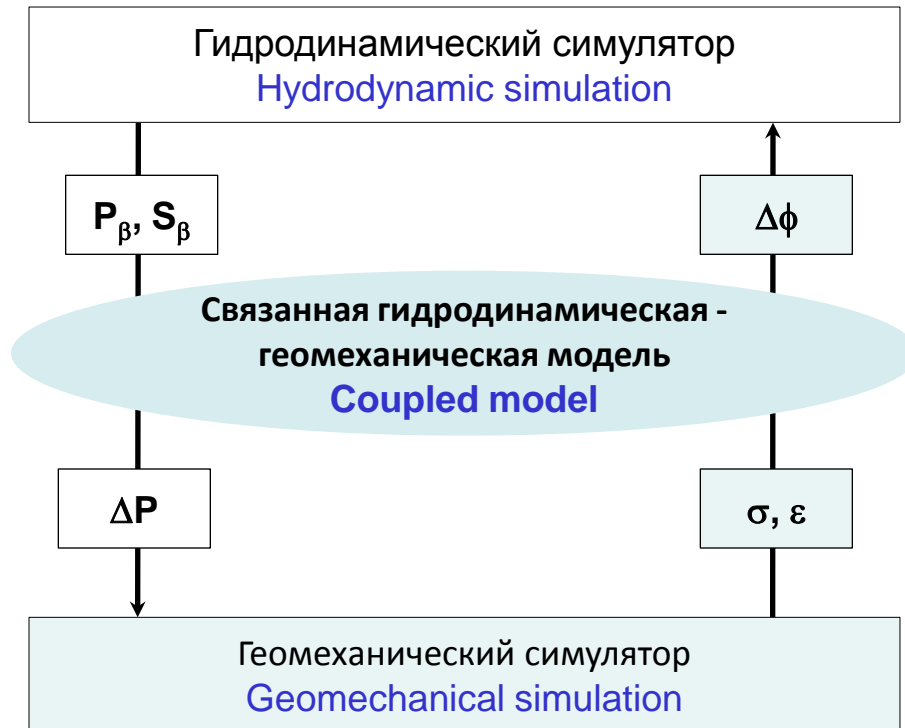 Гидродинамический симулятор
Hydrodynamic simulation
Pβ, Sβ
Δϕ
Связанная гидродинамическая -
геомеханическая модель
Coupled model
ΔP
σ, ε
Геомеханический симулятор
Geomechanical simulation